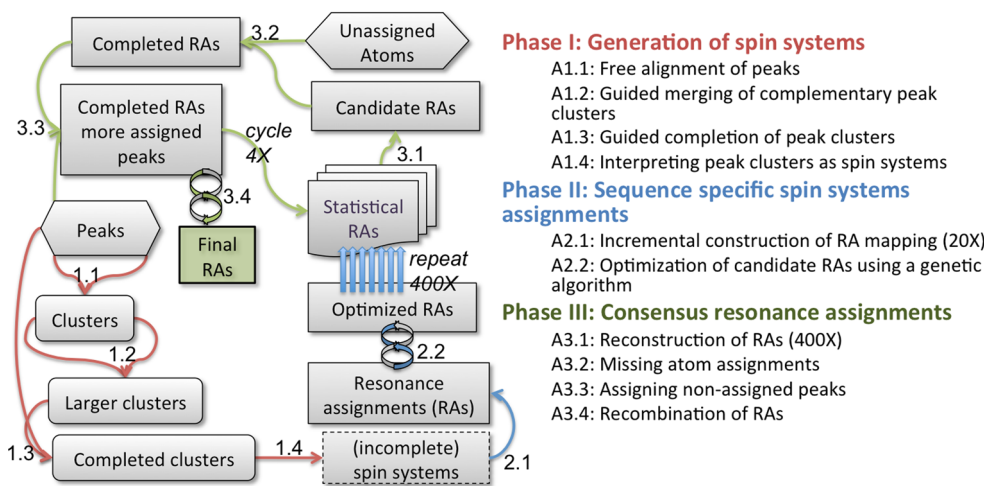 Completed RAs
3.2
Unassigned
Atoms
Candidate RAs
Completed RAs
more assigned
peaks
3.3
cycle
4X
3.1
3.4
Statistical
RAs
Peaks
Final
RAs
1.1
repeat
400X
Clusters
Optimized RAs
1.2
2.2
Larger clusters
Resonance
assignments (RAs)
1.3
Completed clusters
1.4
(incomplete)
spin systems
2.1
Phase I: Generation of spin systems
A1.1: Free alignment of peaks
A1.2: Guided merging of complementary peak
clusters
A1.3: Guided completion of peak clusters
A1.4: Interpreting peak clusters as spin systems
Phase II: Sequence specific spin systems
assignments
A2.1: Incremental construction of RA mapping (20X)
A2.2: Optimization of candidate RAs using a genetic
algorithm
Phase III: Consensus resonance assignments
A3.1: Reconstruction of RAs (400X)
A3.2: Missing atom assignments
A3.3: Assigning non-assigned peaks
A3.4: Recombination of RAs